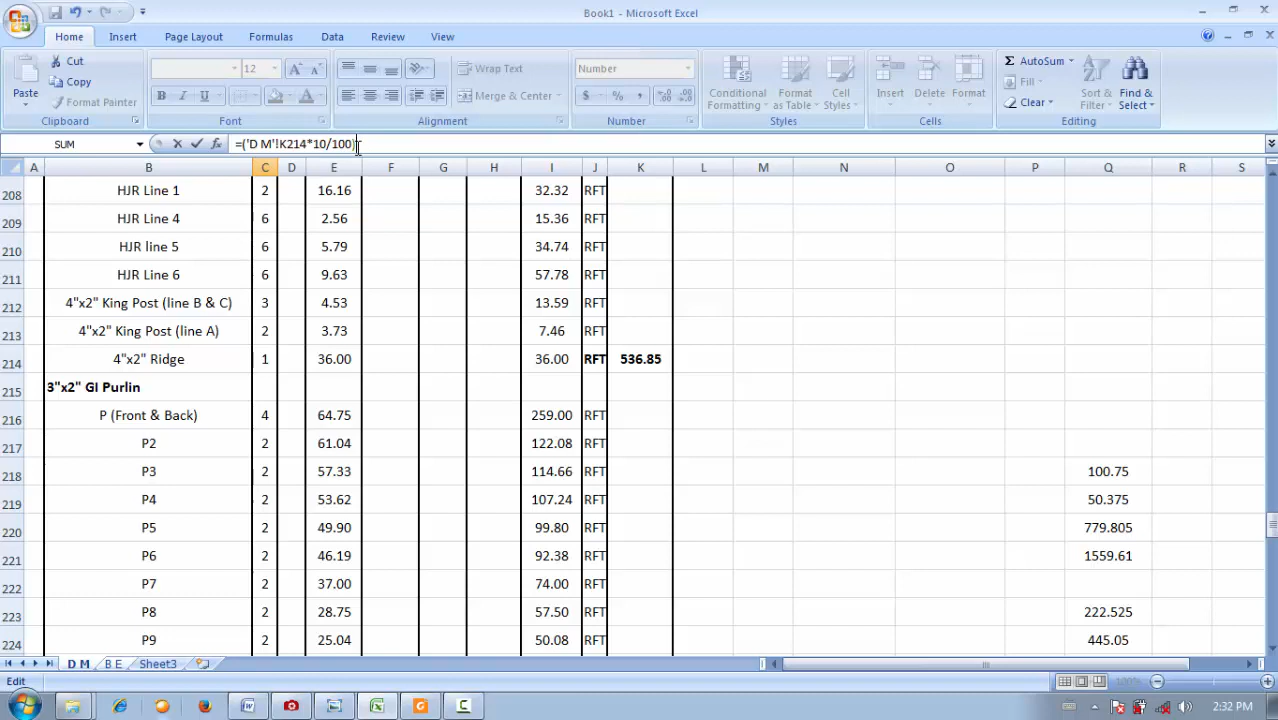 Book1 - Microsoft Excel
Home Insert Page Layout Formulas Data Review View
Cut
Copy
Format Painter
Paste
Clipboard
12
Font
Wrap Text
Merge & Center
Alignment
Number
$ % ,
Number
Conditional Formatting
Format as Table
Cell Styles
Styles
Insert Delete Format
Cells
AutoSum
Fill
Clear
Sort & Filter
Find & Select
Editing
SUM =('D M'!K214*10/100)
A B C D E F G H I J K L M N O P Q R S
208 HJR Line 1 2 16.16 32.32 RFT
209 HJR Line 4 6 2.56 15.36 RFT
210 HJR line 5 6 5.79 34.74 RFT
211 HJR Line 6 6 9.63 57.78 RFT
212 4"x2" King Post (line B & C) 3 4.53 13.59 RFT
213 4"x2" King Post (line A) 2 3.73 7.46 RFT
214 4"x2" Ridge 1 36.00 36.00 RFT 536.85
215 3"x2" GI Purlin
216 P (Front & Back) 4 64.75 259.00 RFT
217 P2 2 61.04 122.08 RFT
218 P3 2 57.33 114.66 RFT 100.75
219 P4 2 53.62 107.24 RFT 50.375
220 P5 2 49.90 99.80 RFT 779.805
221 P6 2 46.19 92.38 RFT 1559.61
222 P7 2 37.00 74.00 RFT
223 P8 2 28.75 57.50 RFT 222.525
224 P9 2 25.04 50.08 RFT 445.05
D M B E Sheet3
Edit 100%
2:32 PM